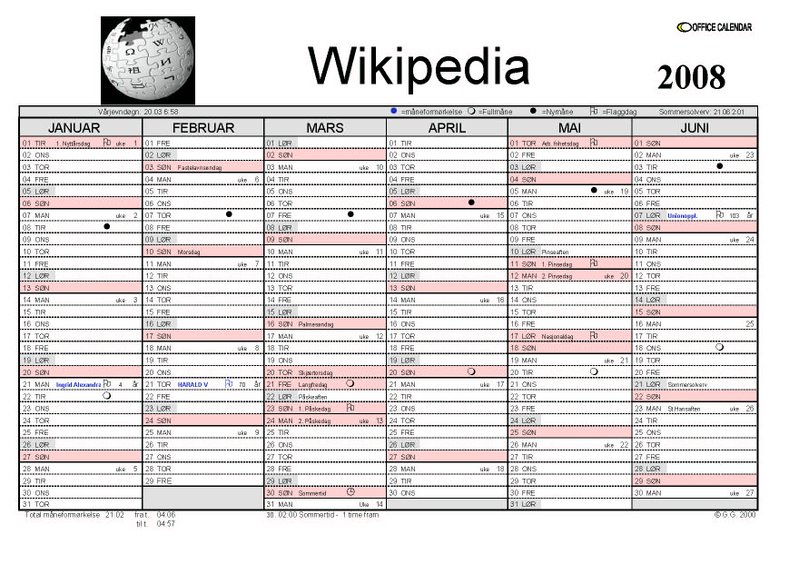 OFFICE CALENDAR
Wikipedia
2008
Vårjevndøgn: 20.03 6:58
=måneformørkelse =Fullmåne =Nymåne =Flaggdag
Sommersolverv: 21.06 2:01
JANUAR
01 TIR 1. Nyttårsdag uke 1
02 ONS
03 TOR
04 FRE
05 LØR
06 SØN
07 MAN uke 2
08 TIR
09 ONS
10 TOR
11 FRE
12 LØR
13 SØN
14 MAN uke 3
15 TIR
16 ONS
17 TOR
18 FRE
19 LØR
20 SØN
21 MAN Ingrid Alexandra 4 år
22 TIR
23 ONS
24 TOR
25 FRE
26 LØR
27 SØN
28 MAN uke 5
29 TIR
30 ONS
31 TOR
FEBRUAR
01 FRE
02 LØR
03 SØN Fastelavnsøndag
04 MAN uke 6
05 TIR
06 ONS
07 TOR
08 FRE
09 LØR
10 SØN Morsdag
11 MAN uke 7
12 TIR
13 ONS
14 TOR
15 FRE
16 LØR
17 SØN
18 MAN uke 8
19 TIR
20 ONS
21 TOR HARALD V 70 år
22 FRE
23 LØR
24 SØN
25 MAN uke 9
26 TIR
27 ONS
28 TOR
29 FRE
MARS
01 LØR
02 SØN
03 MAN uke 10
04 TIR
05 ONS
06 TOR
07 FRE
08 LØR
09 SØN
10 MAN uke 11
11 TIR
12 ONS
13 TOR
14 FRE
15 LØR
16 SØN Palmesøndag
17 MAN uke 12
18 TIR
19 ONS
20 TOR Skjærtorsdag
21 FRE Langfredag
22 LØR Påskeaften
23 SØN 1. Påskedag
24 MAN 2. Påskedag uke 13
25 TIR
26 ONS
27 TOR
28 FRE
29 LØR
30 SØN Sommertid
31 MAN Uke 14
APRIL
01 TIR
02 ONS
03 TOR
04 FRE
05 LØR
06 SØN
07 MAN uke 15
08 TIR
09 ONS
10 TOR
11 FRE
12 LØR
13 SØN
14 MAN uke 16
15 TIR
16 ONS
17 TOR
18 FRE
19 LØR
20 SØN
21 MAN uke 17
22 TIR
23 ONS
24 TOR
25 FRE
26 LØR
27 SØN
28 MAN uke 18
29 TIR
30 ONS
MAI
01 TOR Arb. frihetsdag
02 FRE
03 LØR
04 SØN
05 MAN uke 19
06 TIR
07 ONS
08 TOR
09 FRE
10 LØR Pinseaften
11 SØN 1. Pinsedag
12 MAN 2. Pinsedag uke 20
13 TIR
14 ONS
15 TOR
16 FRE
17 LØR Nasjonaldag
18 SØN
19 MAN uke 21
20 TIR
21 ONS
22 TOR
23 FRE
24 LØR
25 SØN
26 MAN uke 22
27 TIR
28 ONS
29 TOR
30 FRE
31 LØR
JUNI
01 SØN
02 MAN uke 23
03 TIR
04 ONS
05 TOR
06 FRE
07 LØR Unionoppl. 103 år
08 SØN
09 MAN uke 24
10 TIR
11 ONS
12 TOR
13 FRE
14 LØR
15 SØN
16 MAN 25
17 TIR
18 ONS
19 TOR
20 FRE
21 LØR Sommersolverv
22 SØN
23 MAN St.Hansaften uke 26
24 TIR
25 ONS
26 TOR
27 FRE
28 LØR
29 SØN
30 MAN uke 27
Total måneformørkelse 21.02 fra t. 04:06
til t. 04:57
30. 02:00 Sommertid - 1 time fram
© G.G. 2000